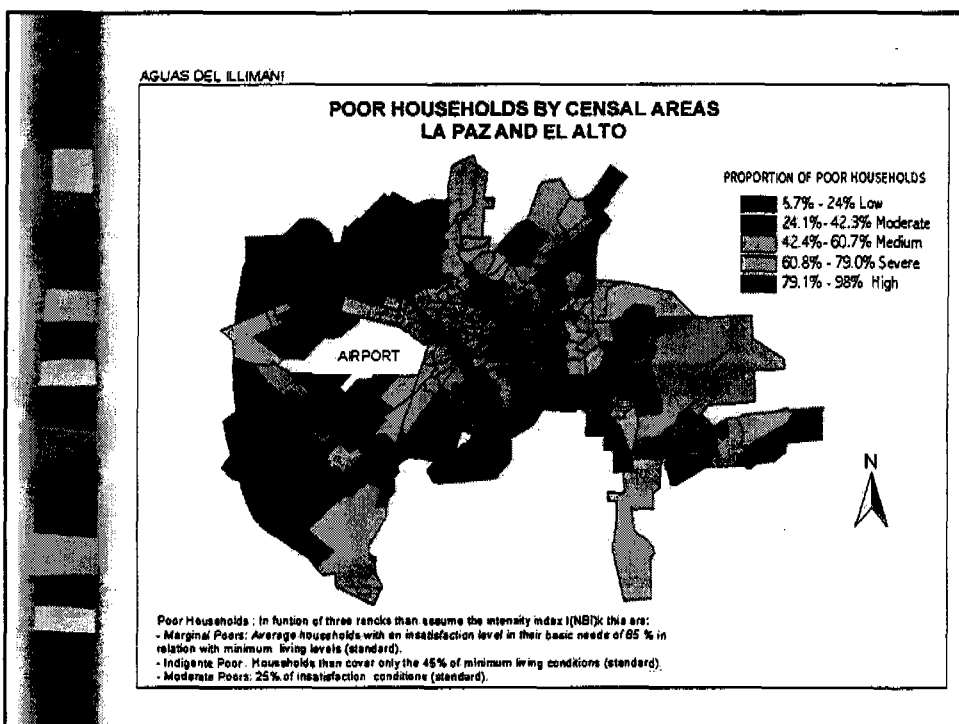 AGUAS DEL ILLIMANI
POOR HOUSEHOLDS BY CENSAL AREAS
LA PAZ AND EL ALTO
PROPORTION OF POOR HOUSEHOLDS
5.7% - 24% Low
24.1% - 42.3% Moderate
42.4% - 60.7% Medium
60.8% - 79.0% Severe
79.1% - 98% High
AIRPORT
N
Poor Households : In funtion of three rancks than assume the intensity index I(NBI)k this are:
- Marginal Poors: Average households with an insatisfaction level in their basic needs of 85 % in
relation with minimum living levels (standard).
- Indigente Poor. Households than cover only the 45% of minimum living conditions (standard).
- Moderate Poors: 25% of insatisfaction conditions (standard).